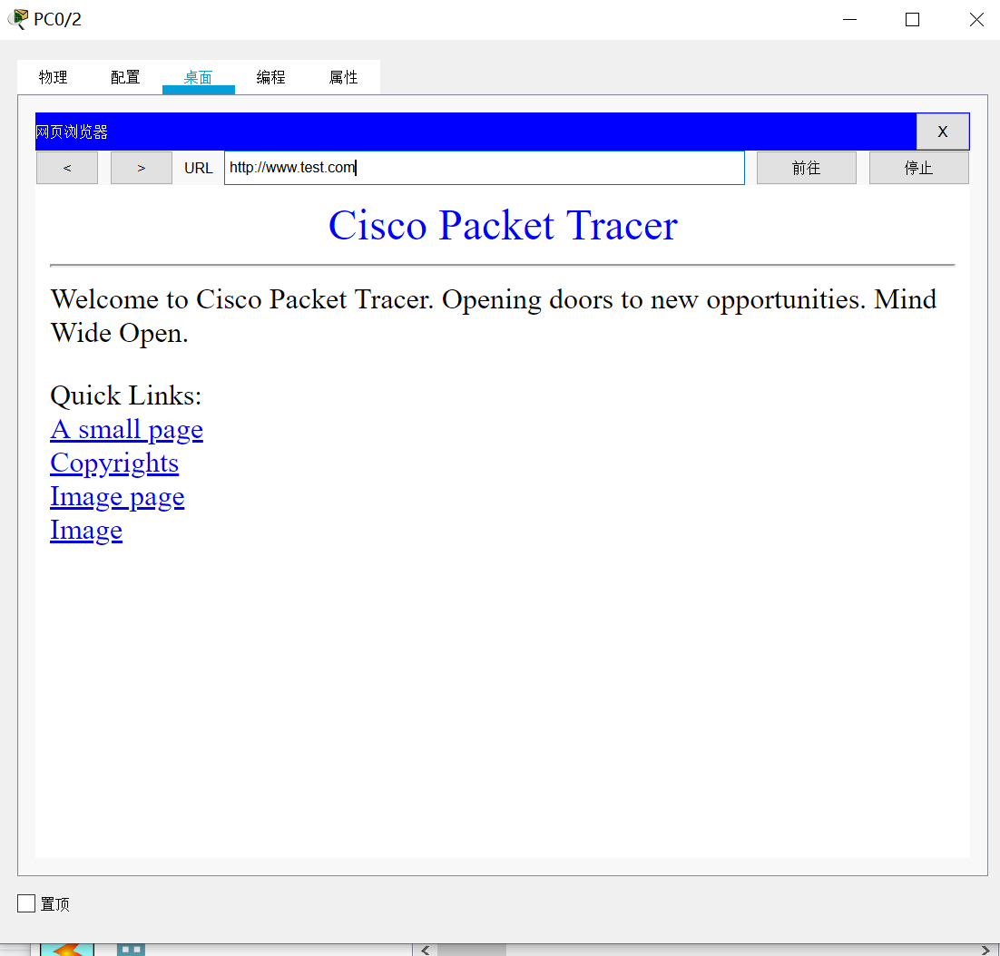 PC0/2
物理 配置 桌面 编程 属性
网页浏览器 X
< > URL http://www.test.com 前往 停止
Cisco Packet Tracer
Welcome to Cisco Packet Tracer. Opening doors to new opportunities. Mind
Wide Open.
Quick Links:
A small page
Copyrights
Image page
Image
置顶